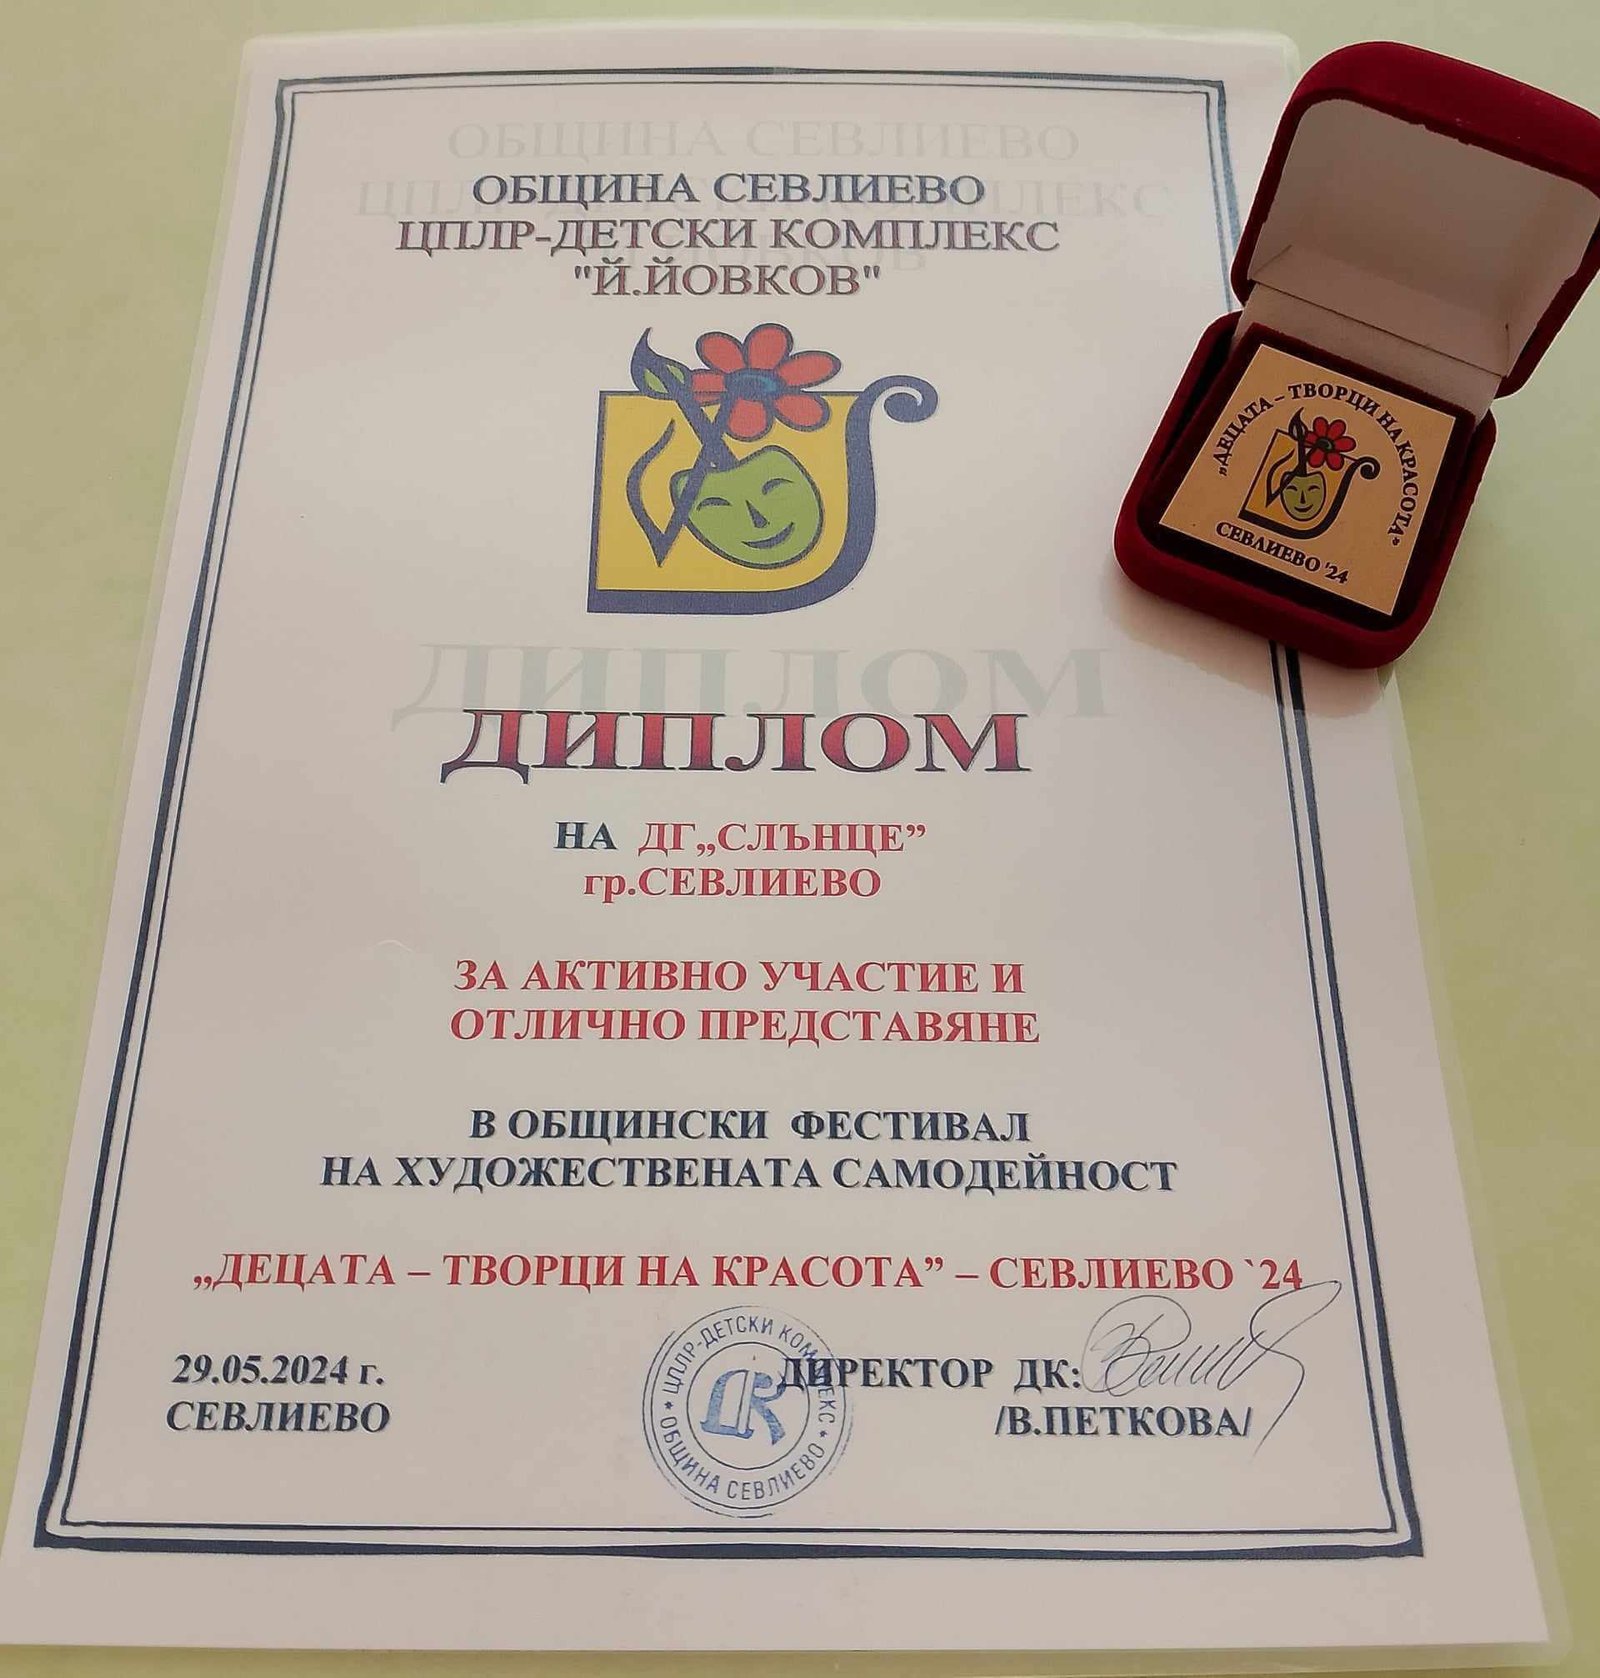 ОБЩИНА СЕВЛИЕВО
ЦПЛР-ДЕТСКИ КОМПЛЕКС
"Й.ЙОВКОВ"
ДИПЛОМ
НА ДГ„СЛЪНЦЕ”
гр.СЕВЛИЕВО
ЗА АКТИВНО УЧАСТИЕ И
ОТЛИЧНО ПРЕДСТАВЯНЕ
В ОБЩИНСКИ ФЕСТИВАЛ
НА ХУДОЖЕСТВЕНАТА САМОДЕЙНОСТ
„ДЕЦАТА – ТВОРЦИ НА КРАСОТА” – СЕВЛИЕВО `24
29.05.2024 г.
СЕВЛИЕВО
ДИРЕКТОР ДК:
/В.ПЕТКОВА/
ЦПЛР-ДЕТСКИ КОМПЛЕКС
ОБЩИНА СЕВЛИЕВО
„ДЕЦАТА – ТВОРЦИ НА КРАСОТА“
СЕВЛИЕВО '24